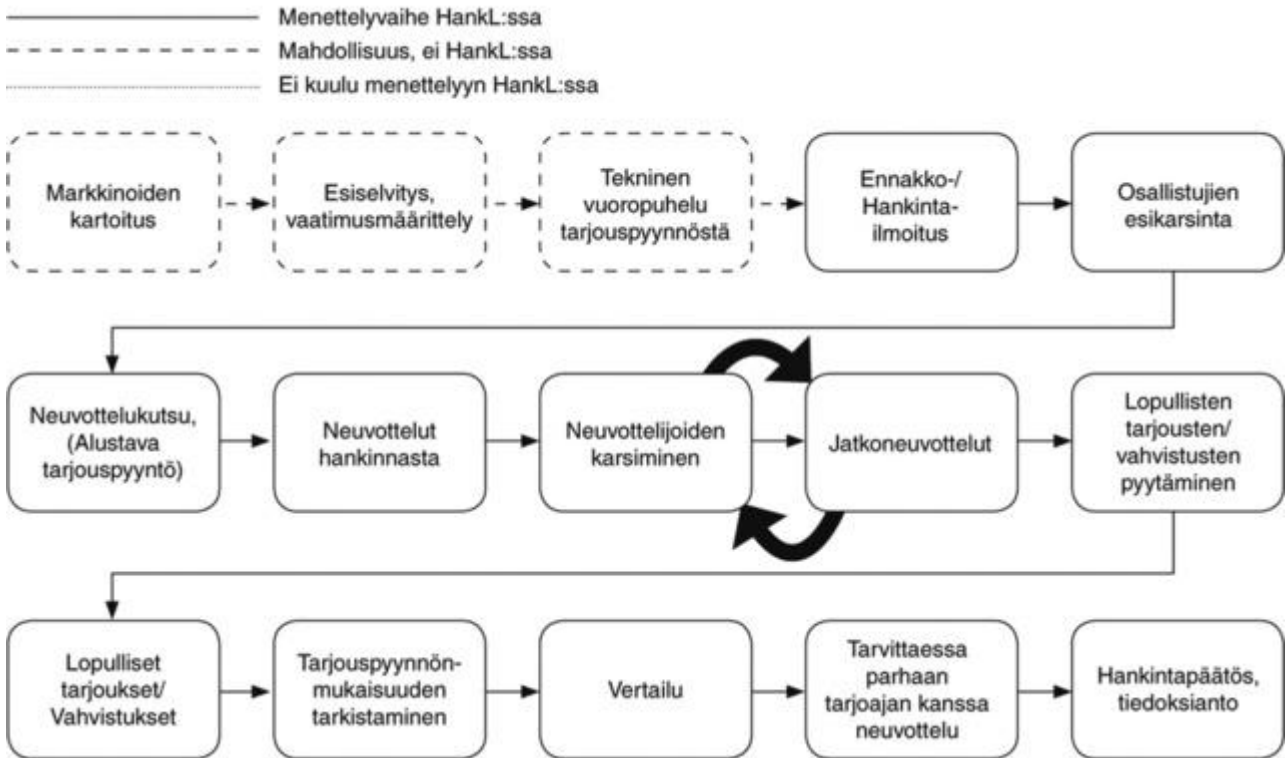 Menettelyvaihe HankL:ssa
Mahdollisuus, ei HankL:ssa
Ei kuulu menettelyyn HankL:ssa
Markkinoiden
kartoitus
Esiselvitys,
vaatimusmäärittely
Tekninen
vuoropuhelu
tarjouspyynnöstä
Ennakko-/
Hankinta-
ilmoitus
Osallistujien
esikarsinta
Neuvottelukutsu,
(Alustava
tarjouspyyntö)
Neuvottelut
hankinnasta
Neuvottelijoiden
karsiminen
Jatkoneuvottelut
Lopullisten
tarjousten/
vahvistusten
pyytäminen
Lopulliset
tarjoukset/
Vahvistukset
Tarjouspyynnön-
mukaisuuden
tarkistaminen
Vertailu
Tarvittaessa
parhaan
tarjoajan kanssa
neuvottelu
Hankintapäätös,
tiedoksianto